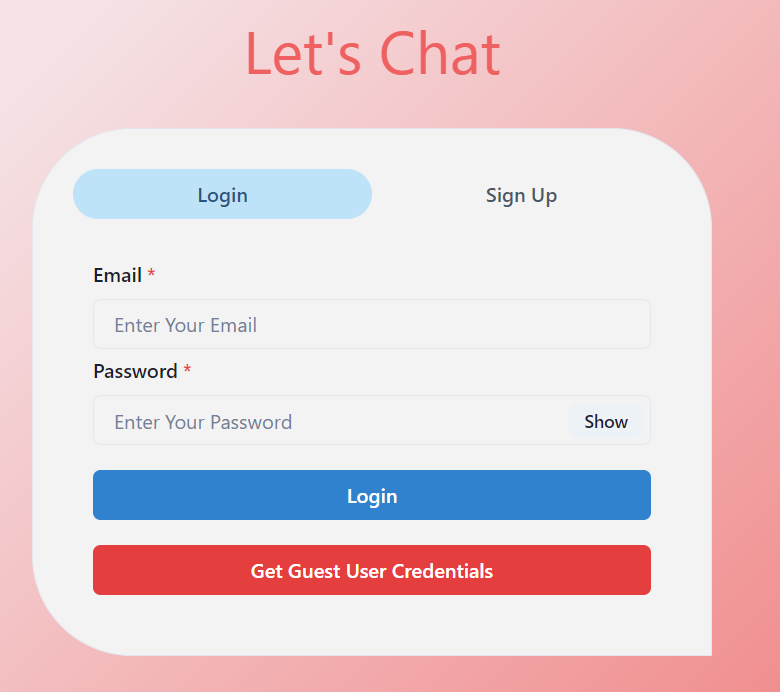 Let's Chat
Login Sign Up
Email *
Enter Your Email
Password *
Enter Your Password Show
Login
Get Guest User Credentials